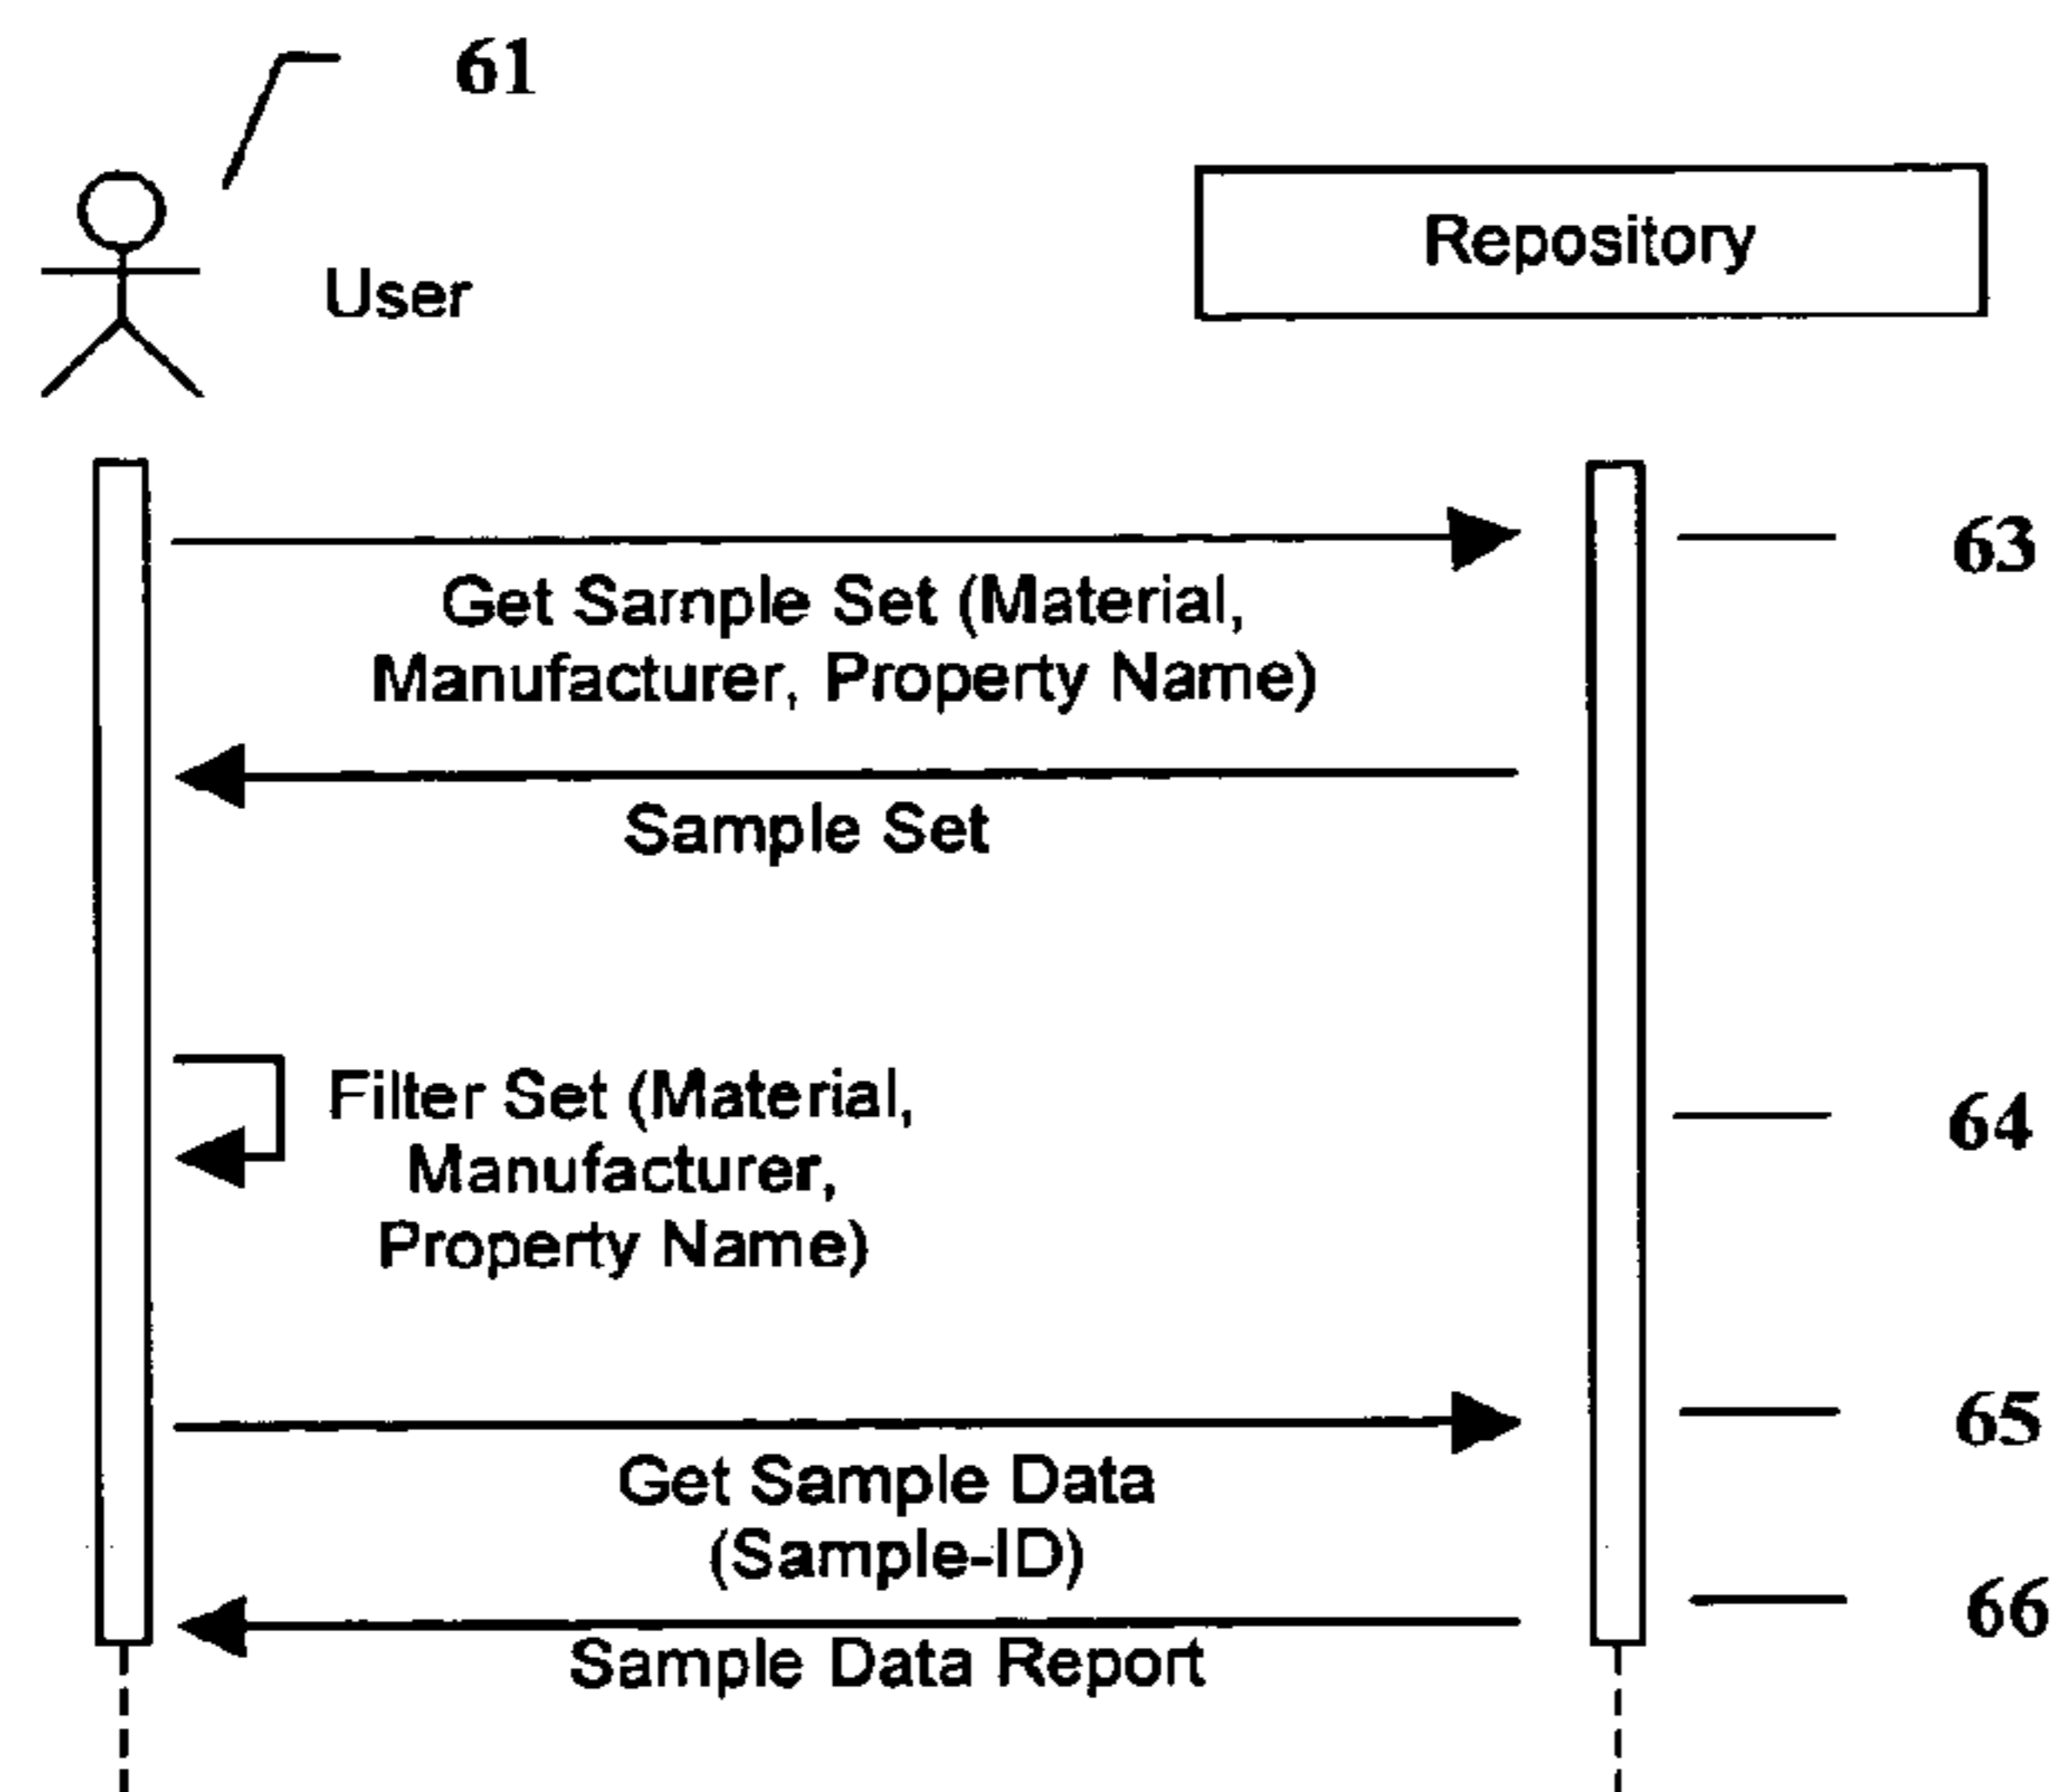 61
User
Repository
63
Get Sample Set (Material,
Manufacturer, Property Name)
Sample Set
Filter Set (Material,
Manufacturer,
Property Name)
64
65
Get Sample Data
(Sample-ID)
66
Sample Data Report